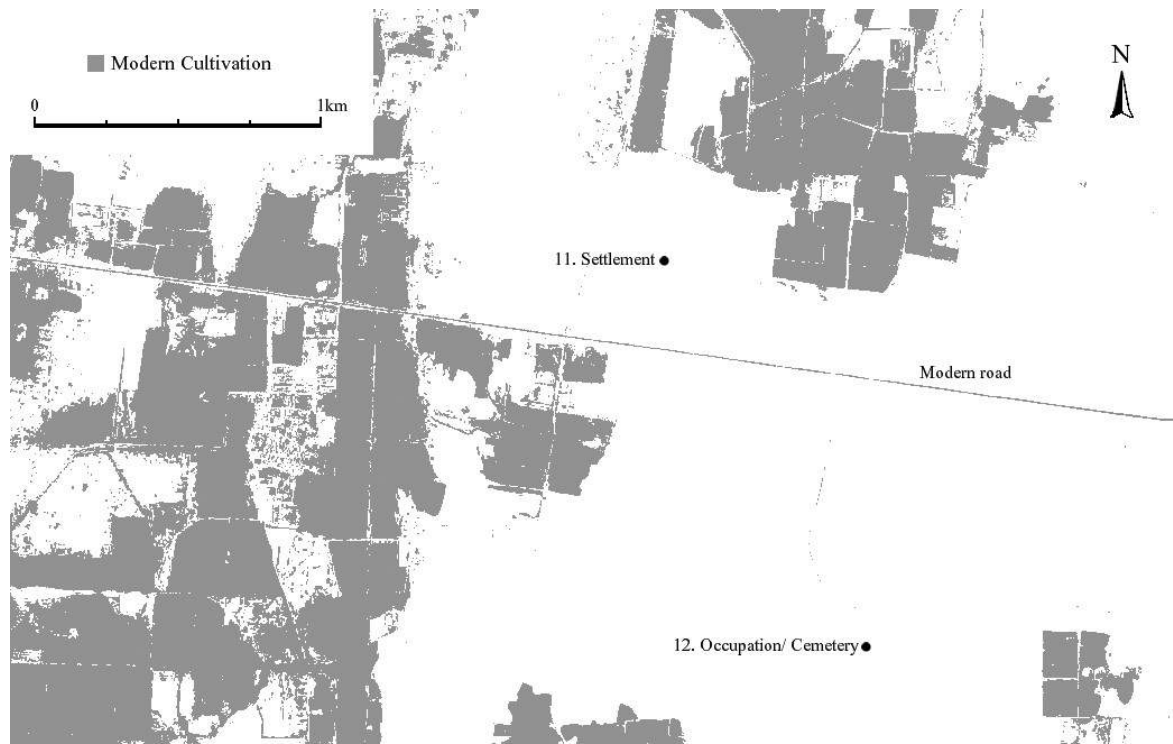 Modern Cultivation
0 1km
N
11. Settlement
Modern road
12. Occupation/ Cemetery